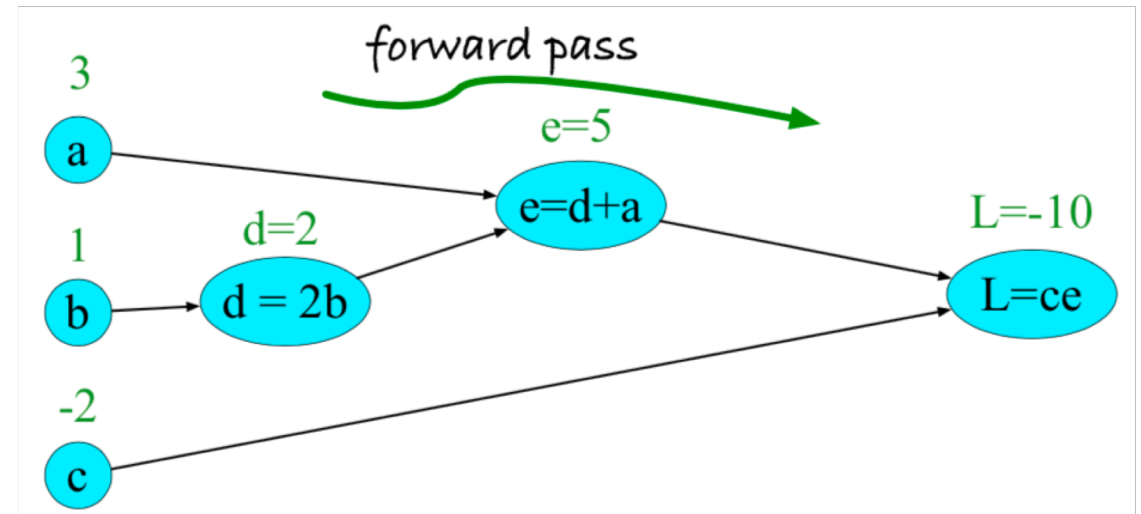 forward pass
3
a
e=5
e=d+a
1
b
d=2
d = 2b
L=-10
L=ce
-2
c